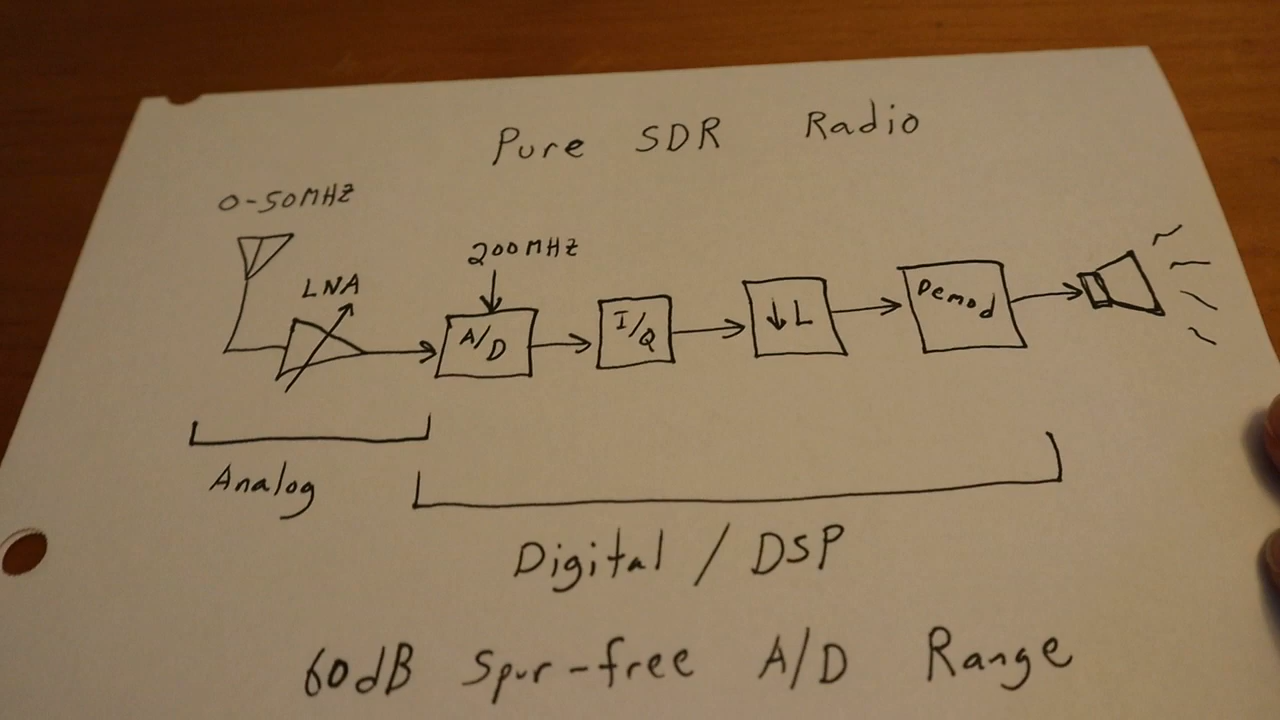 Pure SDR Radio
0-50MHz
200MHz
LNA
A/D
I/Q
↓L
Demod
Analog
Digital / DSP
60dB Spur-free A/D Range